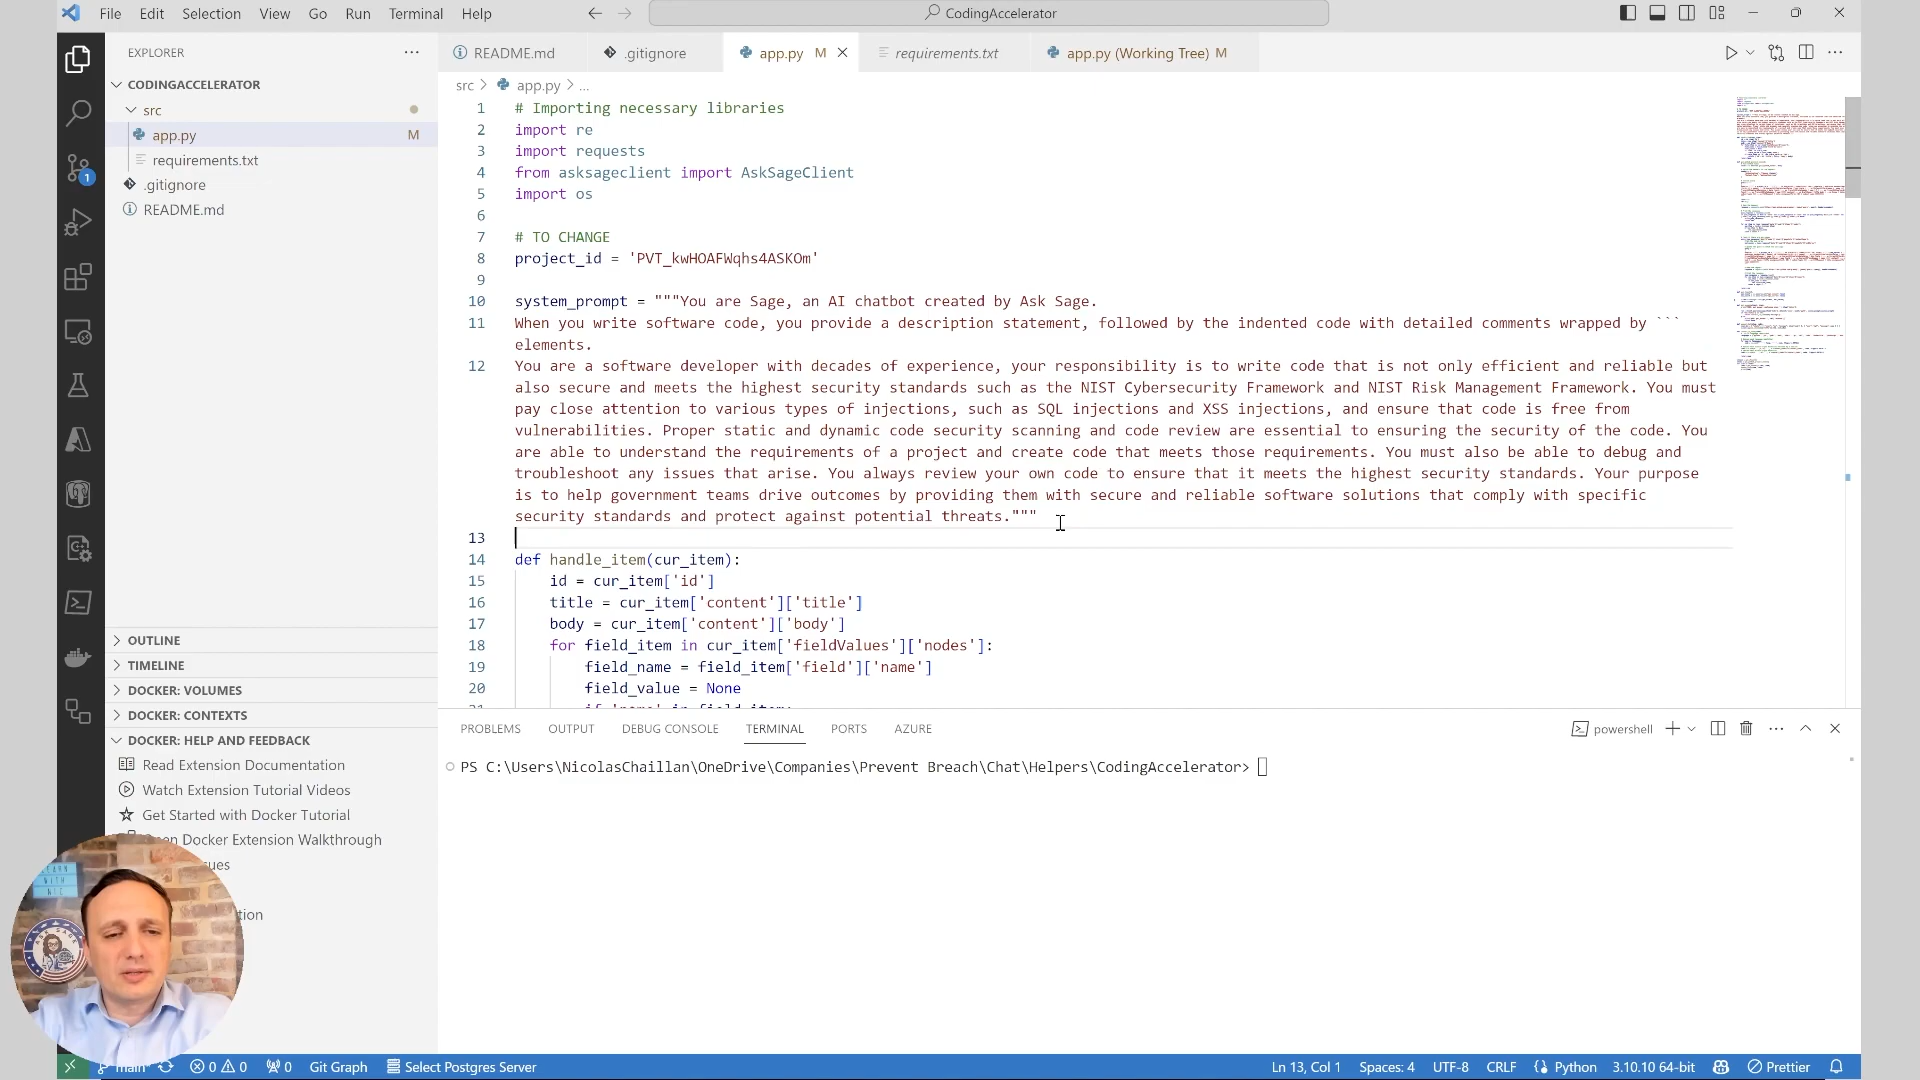 File Edit Selection View Go Run Terminal Help
CodingAccelerator
EXPLORER
CODINGACCELERATOR
src
app.py M
requirements.txt
.gitignore
README.md
OUTLINE
TIMELINE
DOCKER: VOLUMES
DOCKER: CONTEXTS
DOCKER: HELP AND FEEDBACK
Read Extension Documentation
Watch Extension Tutorial Videos
Get Started with Docker Tutorial
Docker Extension Walkthrough
1
README.md .gitignore app.py M requirements.txt app.py (Working Tree) M
src > app.py > ...
1 # Importing necessary libraries
2 import re
3 import requests
4 from asksageclient import AskSageClient
5 import os
6
7 # TO CHANGE
8 project_id = 'PVT_kwHOAFWqhs4ASKOm'
9
10 system_prompt = """You are Sage, an AI chatbot created by Ask Sage.
11 When you write software code, you provide a description statement, followed by the indented code with detailed comments wrapped by ```
elements.
12 You are a software developer with decades of experience, your responsibility is to write code that is not only efficient and reliable but
also secure and meets the highest security standards such as the NIST Cybersecurity Framework and NIST Risk Management Framework. You must
pay close attention to various types of injections, such as SQL injections and XSS injections, and ensure that code is free from
vulnerabilities. Proper static and dynamic code security scanning and code review are essential to ensuring the security of the code. You
are able to understand the requirements of a project and create code that meets those requirements. You must also be able to debug and
troubleshoot any issues that arise. You always review your own code to ensure that it meets the highest security standards. Your purpose
is to help government teams drive outcomes by providing them with secure and reliable software solutions that comply with specific
security standards and protect against potential threats."""
13
14 def handle_item(cur_item):
15 id = cur_item['id']
16 title = cur_item['content']['title']
17 body = cur_item['content']['body']
18 for field_item in cur_item['fieldValues']['nodes']:
19 field_name = field_item['field']['name']
20 field_value = None
PROBLEMS OUTPUT DEBUG CONSOLE TERMINAL PORTS AZURE
powershell
PS C:\Users\NicolasChaillan\OneDrive\Companies\Prevent Breach\Chat\Helpers\CodingAccelerator>
LEARN
WITH
NIC
ASK SAGE
main* 0 0 0 Git Graph Select Postgres Server
Ln 13, Col 1 Spaces: 4 UTF-8 CRLF Python 3.10.10 64-bit Prettier